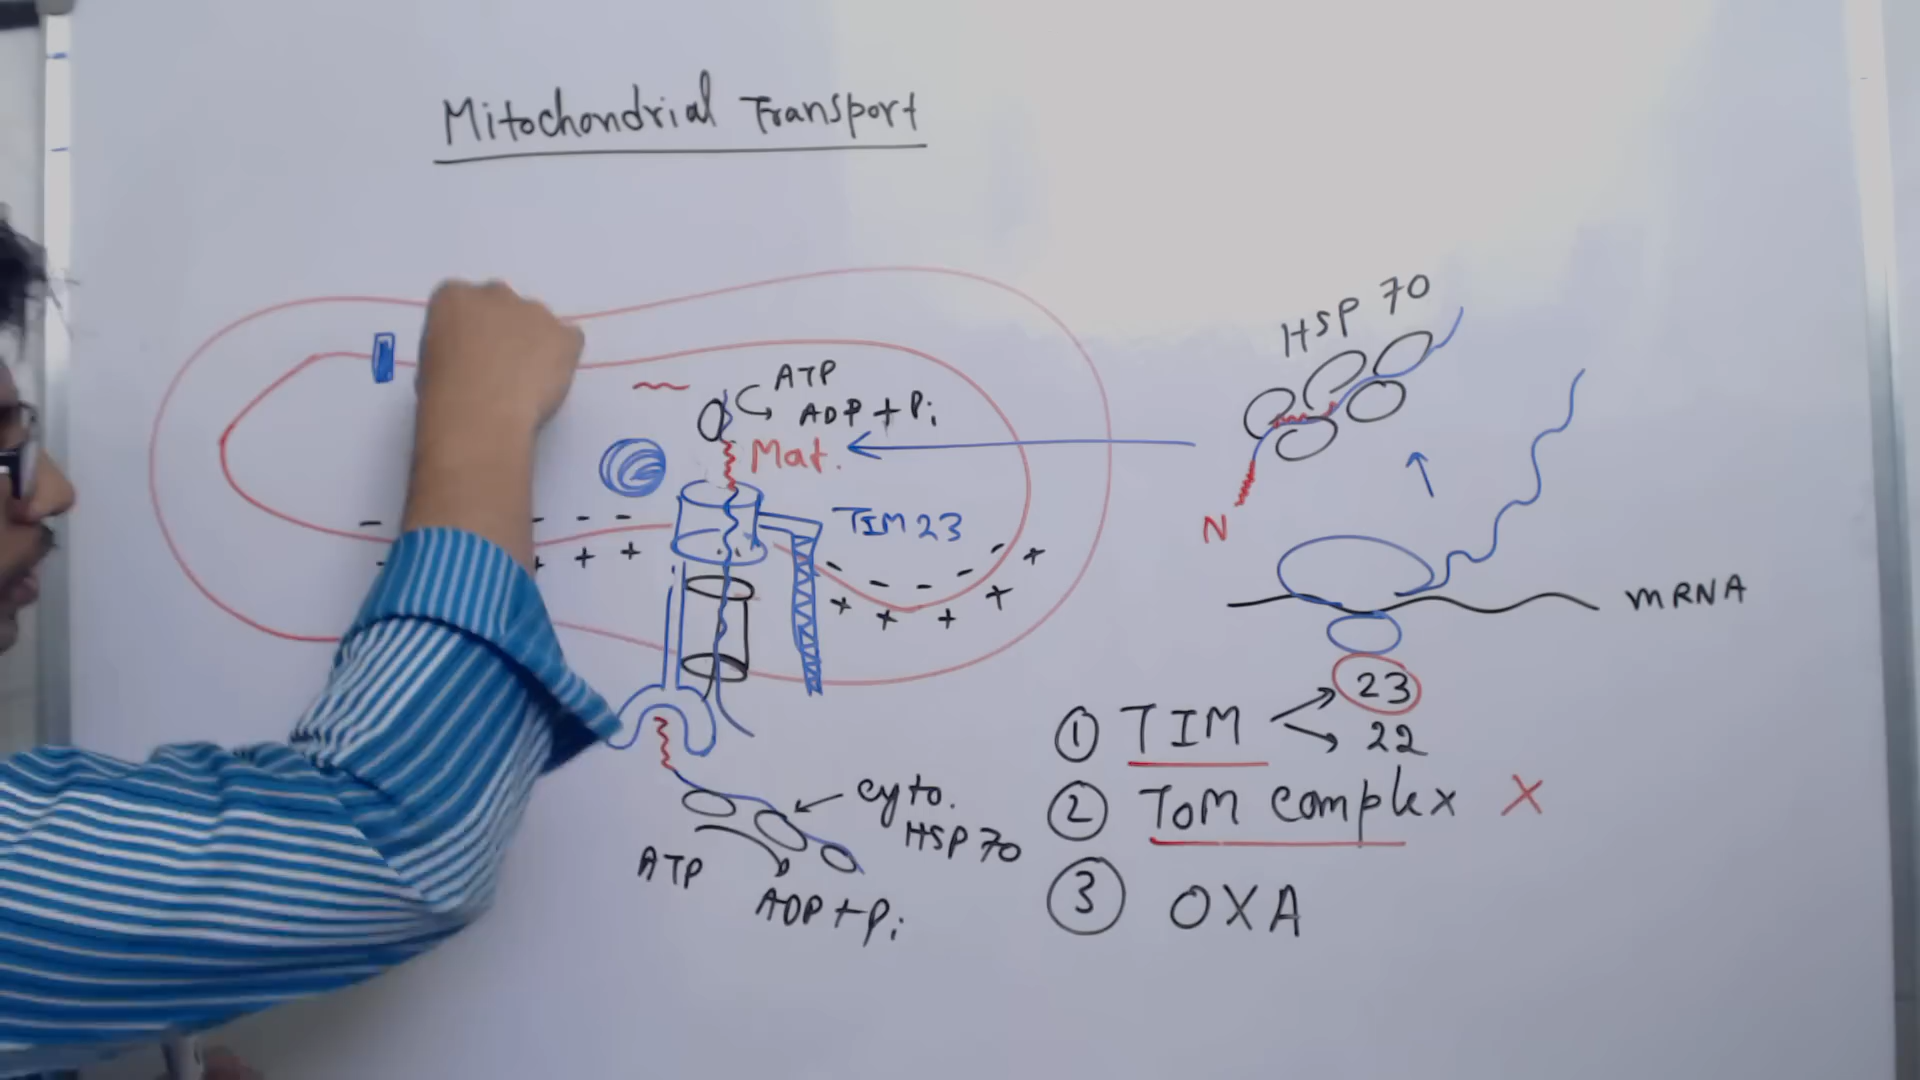 Mitochondrial Transport
HSP 70
ATP
ADP + Pi
Mat.
TIM 23
N
mRNA
23
① TIM
22
② TOM Complex X
Cyto.
HSP 70
ATP
ADP + Pi
③ OXA